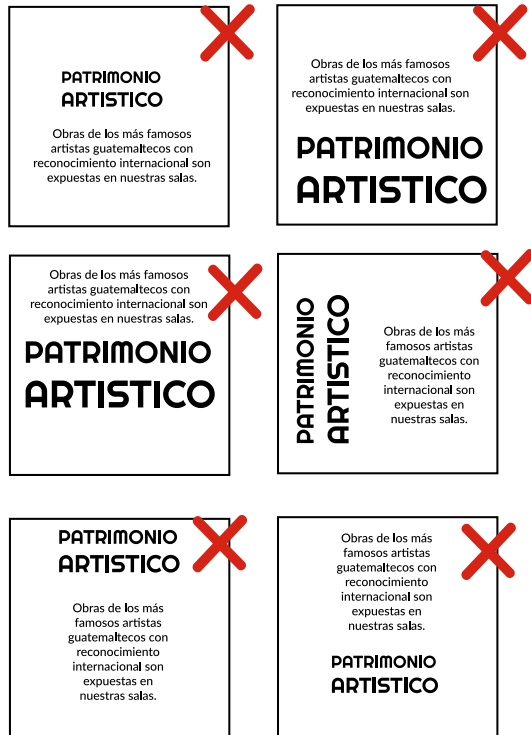 PATRIMONIO
ARTISTICO
Obras de los más famosos
artistas guatemaltecos con
reconocimiento internacional son
expuestas en nuestras salas.
Obras de los más famosos
artistas guatemaltecos con
reconocimiento internacional son
expuestas en nuestras salas.
PATRIMONIO
ARTISTICO
Obras de los más famosos
artistas guatemaltecos con
reconocimiento internacional son
expuestas en nuestras salas.
PATRIMONIO
ARTISTICO
PATRIMONIO
ARTISTICO
Obras de los más
famosos artistas
guatemaltecos con
reconocimiento
internacional son
expuestas en
nuestras salas.
PATRIMONIO
ARTISTICO
Obras de los más
famosos artistas
guatemaltecos con
reconocimiento
internacional son
expuestas en
nuestras salas.
Obras de los más
famosos artistas
guatemaltecos con
reconocimiento
internacional son
expuestas en
nuestras salas.
PATRIMONIO
ARTISTICO